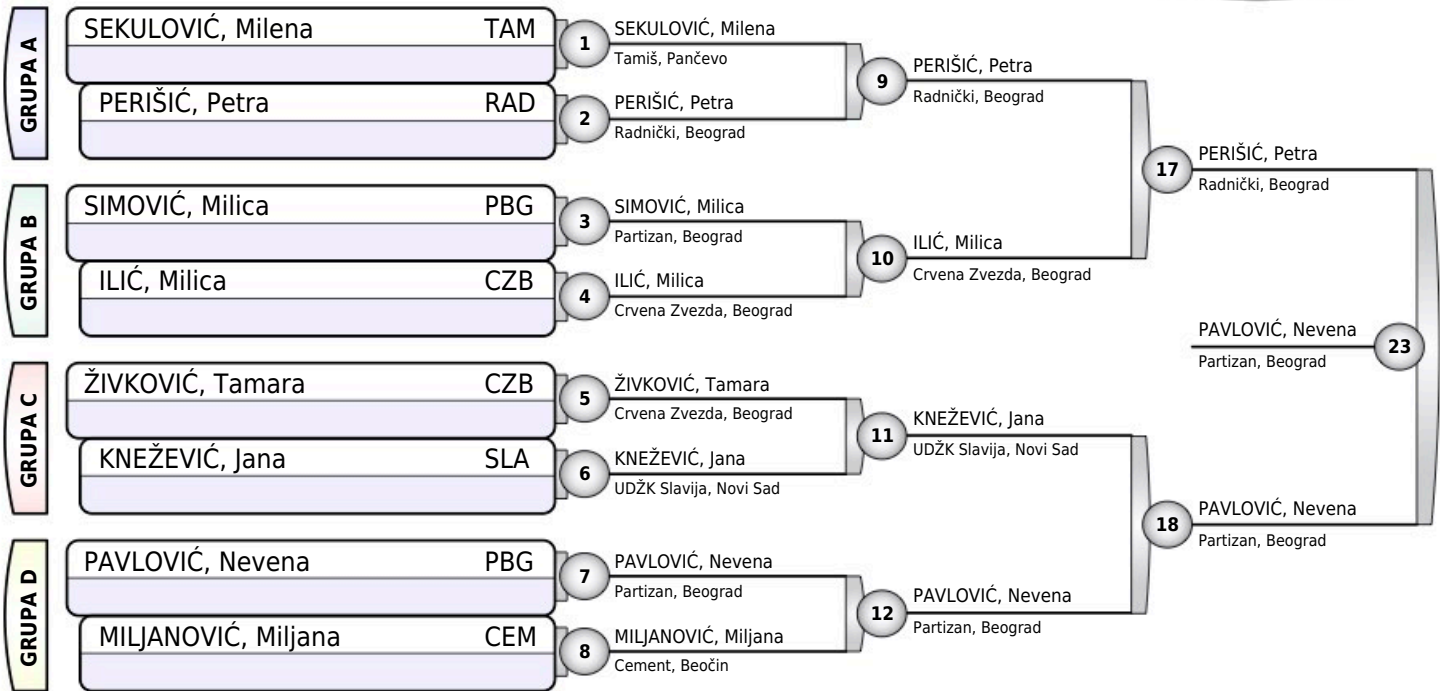 GRUPA A
SEKULOVIĆ, Milena TAM
PERIŠIĆ, Petra RAD
GRUPA B
SIMOVIĆ, Milica PBG
ILIĆ, Milica CZB
GRUPA C
ŽIVKOVIĆ, Tamara CZB
KNEŽEVIĆ, Jana SLA
GRUPA D
PAVLOVIĆ, Nevena PBG
MILJANOVIĆ, Miljana CEM
1
SEKULOVIĆ, Milena
Tamiš, Pančevo
2
PERIŠIĆ, Petra
Radnički, Beograd
3
SIMOVIĆ, Milica
Partizan, Beograd
4
ILIĆ, Milica
Crvena Zvezda, Beograd
5
ŽIVKOVIĆ, Tamara
Crvena Zvezda, Beograd
6
KNEŽEVIĆ, Jana
UDŽK Slavija, Novi Sad
7
PAVLOVIĆ, Nevena
Partizan, Beograd
8
MILJANOVIĆ, Miljana
Cement, Beočin
9
PERIŠIĆ, Petra
Radnički, Beograd
10
ILIĆ, Milica
Crvena Zvezda, Beograd
11
KNEŽEVIĆ, Jana
UDŽK Slavija, Novi Sad
12
PAVLOVIĆ, Nevena
Partizan, Beograd
17
PERIŠIĆ, Petra
Radnički, Beograd
18
PAVLOVIĆ, Nevena
Partizan, Beograd
PAVLOVIĆ, Nevena
Partizan, Beograd
23